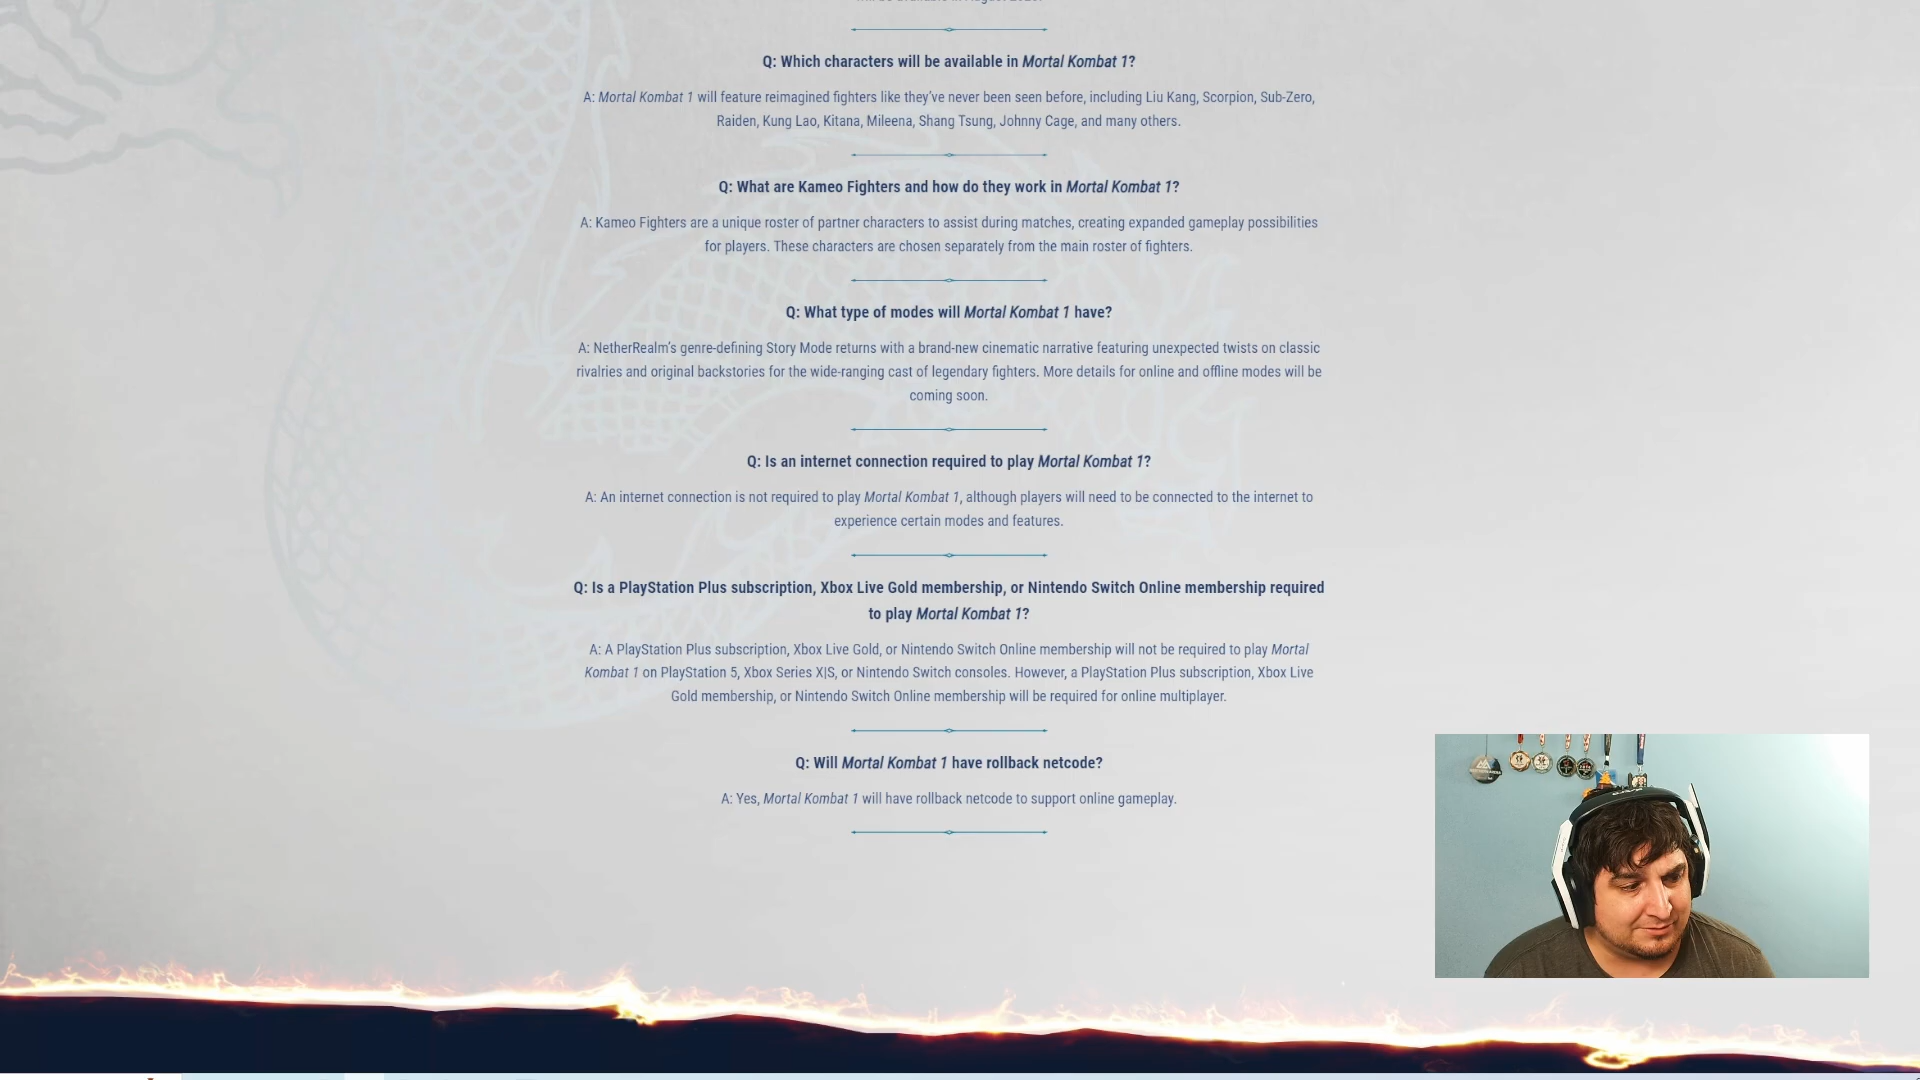 Q: Which characters will be available in Mortal Kombat 1?
A: Mortal Kombat 1 will feature reimagined fighters like they've never been seen before, including Liu Kang, Scorpion, Sub-Zero,
Raiden, Kung Lao, Kitana, Mileena, Shang Tsung, Johnny Cage, and many others.
Q: What are Kameo Fighters and how do they work in Mortal Kombat 1?
A: Kameo Fighters are a unique roster of partner characters to assist during matches, creating expanded gameplay possibilities
for players. These characters are chosen separately from the main roster of fighters.
Q: What type of modes will Mortal Kombat 1 have?
A: NetherRealm's genre-defining Story Mode returns with a brand-new cinematic narrative featuring unexpected twists on classic
rivalries and original backstories for the wide-ranging cast of legendary fighters. More details for online and offline modes will be
coming soon.
Q: Is an internet connection required to play Mortal Kombat 1?
A: An internet connection is not required to play Mortal Kombat 1, although players will need to be connected to the internet to
experience certain modes and features.
Q: Is a PlayStation Plus subscription, Xbox Live Gold membership, or Nintendo Switch Online membership required
to play Mortal Kombat 1?
A: A PlayStation Plus subscription, Xbox Live Gold, or Nintendo Switch Online membership will not be required to play Mortal
Kombat 1 on PlayStation 5, Xbox Series X|S, or Nintendo Switch consoles. However, a PlayStation Plus subscription, Xbox Live
Gold membership, or Nintendo Switch Online membership will be required for online multiplayer.
Q: Will Mortal Kombat 1 have rollback netcode?
A: Yes, Mortal Kombat 1 will have rollback netcode to support online gameplay.